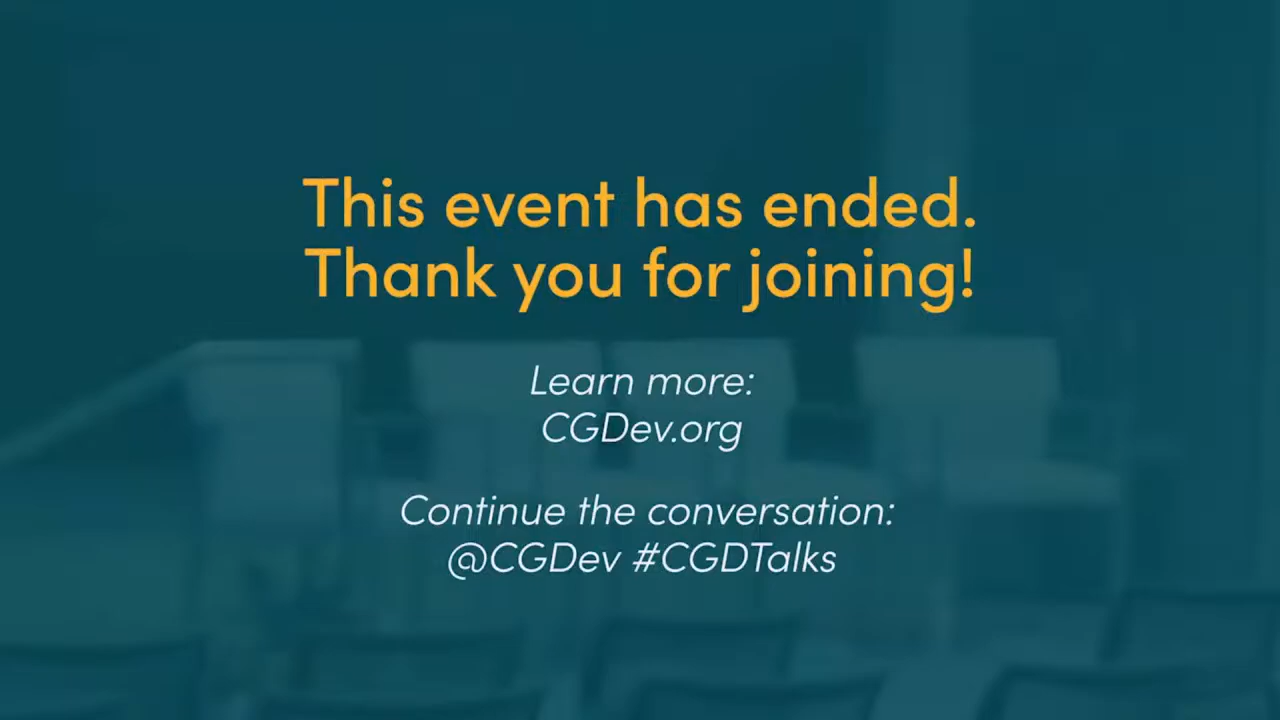 This event has ended.
Thank you for joining!
Learn more:
CGDev.org
Continue the conversation:
@CGDev #CGDTalks